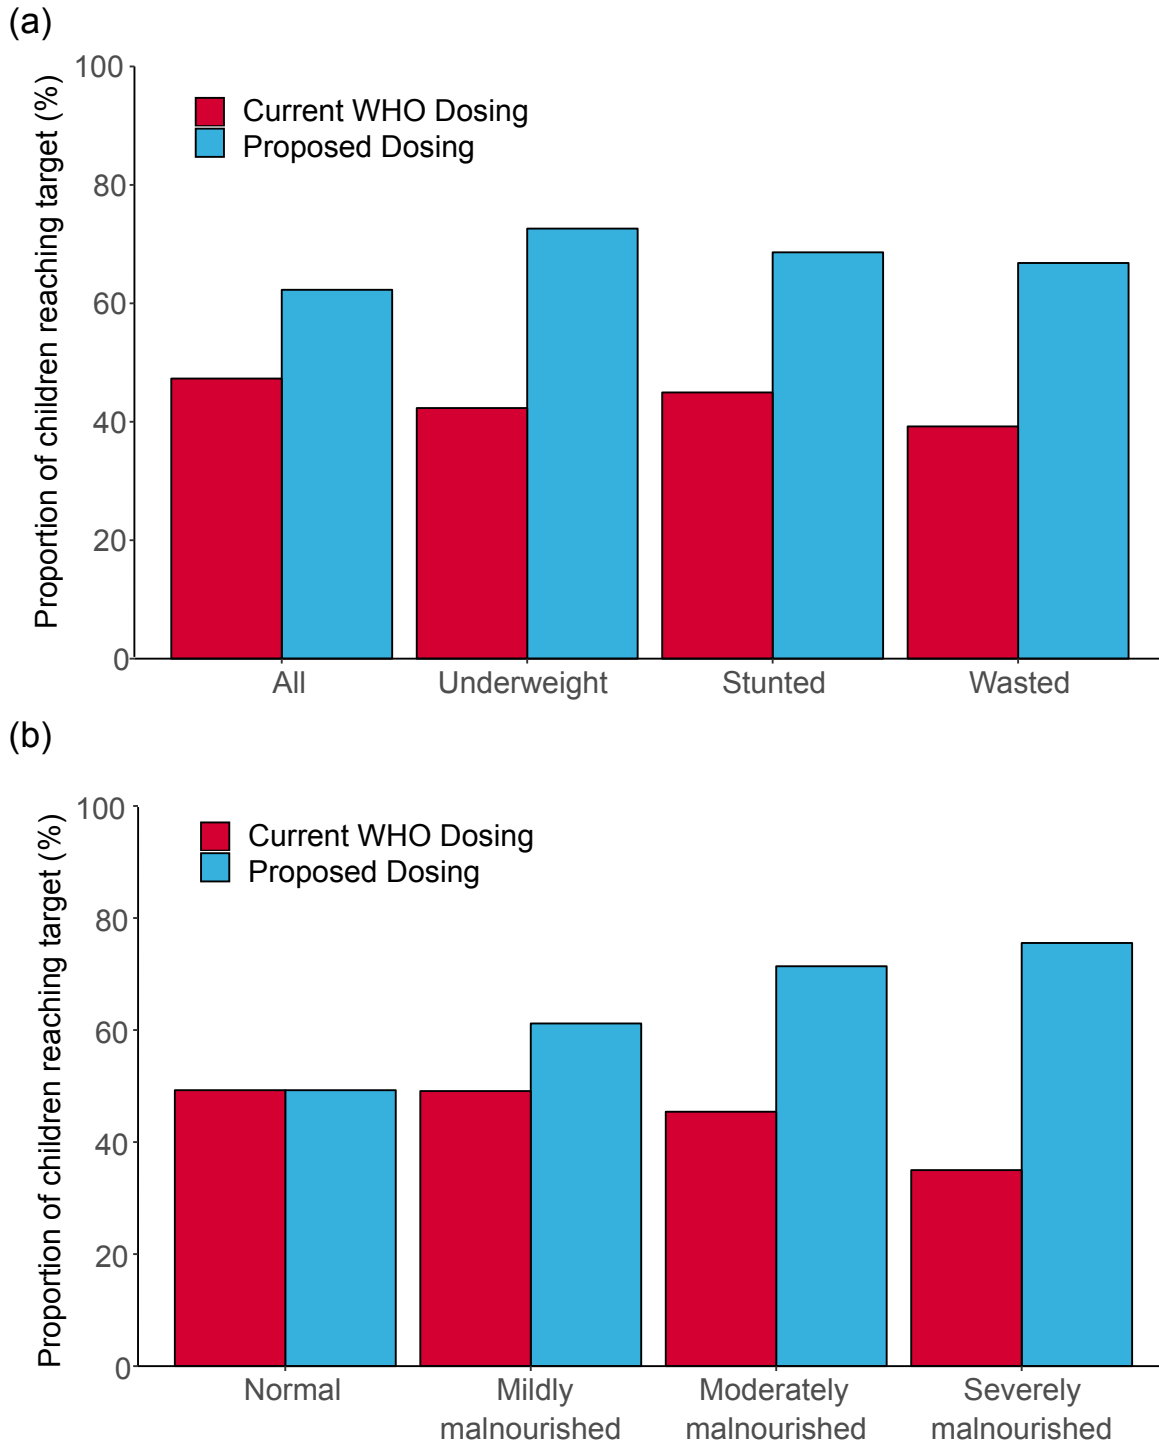 (a)
Proportion of children reaching target (%)
100
80
60
40
20
0
Current WHO Dosing
Proposed Dosing
All
Underweight
Stunted
Wasted
(b)
Proportion of children reaching target (%)
100
80
60
40
20
0
Current WHO Dosing
Proposed Dosing
Normal
Mildly
malnourished
Moderately
malnourished
Severely
malnourished